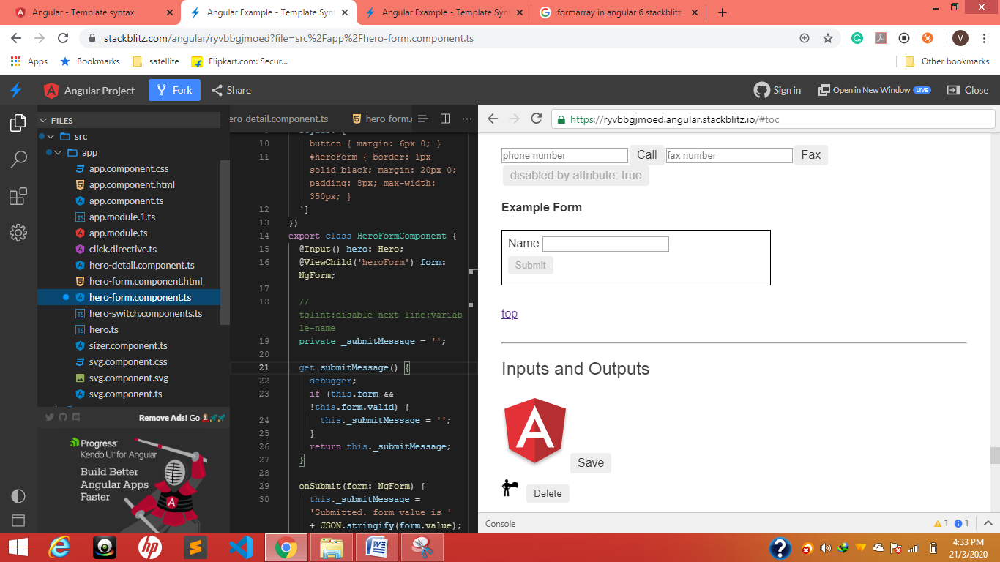 Angular - Template syntax
Angular Example - Template Synt
Angular Example - Template Synt
formarray in angular 6 stackblitz
stackblitz.com/angular/ryvbbgjmoed?file=src%2Fapp%2Fhero-form.component.ts
V
Apps
Bookmarks
satellite
Flipkart.com: Secur...
Other bookmarks
Angular Project
Fork
Share
Sign in
Open in New Window LIVE
Close
FILES
src
app
app.component.css
app.component.html
app.component.ts
app.module.1.ts
app.module.ts
click.directive.ts
hero-detail.component.ts
hero-form.component.html
hero-form.component.ts
hero-switch.components.ts
hero.ts
sizer.component.ts
svg.component.css
svg.component.svg
svg.component.ts
Remove Ads! Go
Progress
Kendo UI for Angular
Build Better
Angular Apps
Faster
ero-detail.component.ts
hero-form.c
10 button { margin: 6px 0; }
11 #heroForm { border: 1px
solid black; margin: 20px 0;
padding: 8px; max-width:
350px; }
12 `]
13 })
14 export class HeroFormComponent {
15 @Input() hero: Hero;
16 @ViewChild('heroForm') form:
NgForm;
17
18 //
tslint:disable-next-line:variab
le-name
19 private _submitMessage = '';
20
21 get submitMessage() {
22 debugger;
23 if (this.form &&
!this.form.valid) {
24 this._submitMessage = '';
25 }
26 return this._submitMessage;
27 }
28
29 onSubmit(form: NgForm) {
30 this._submitMessage =
'Submitted. form value is '
+ JSON.stringify(form.value);
https://ryvbbgjmoed.angular.stackblitz.io/#toc
phone number Call fax number Fax
disabled by attribute: true
Example Form
Name
Submit
top
Inputs and Outputs
A
Save
Delete
Console
1 1
4:33 PM
21/3/2020